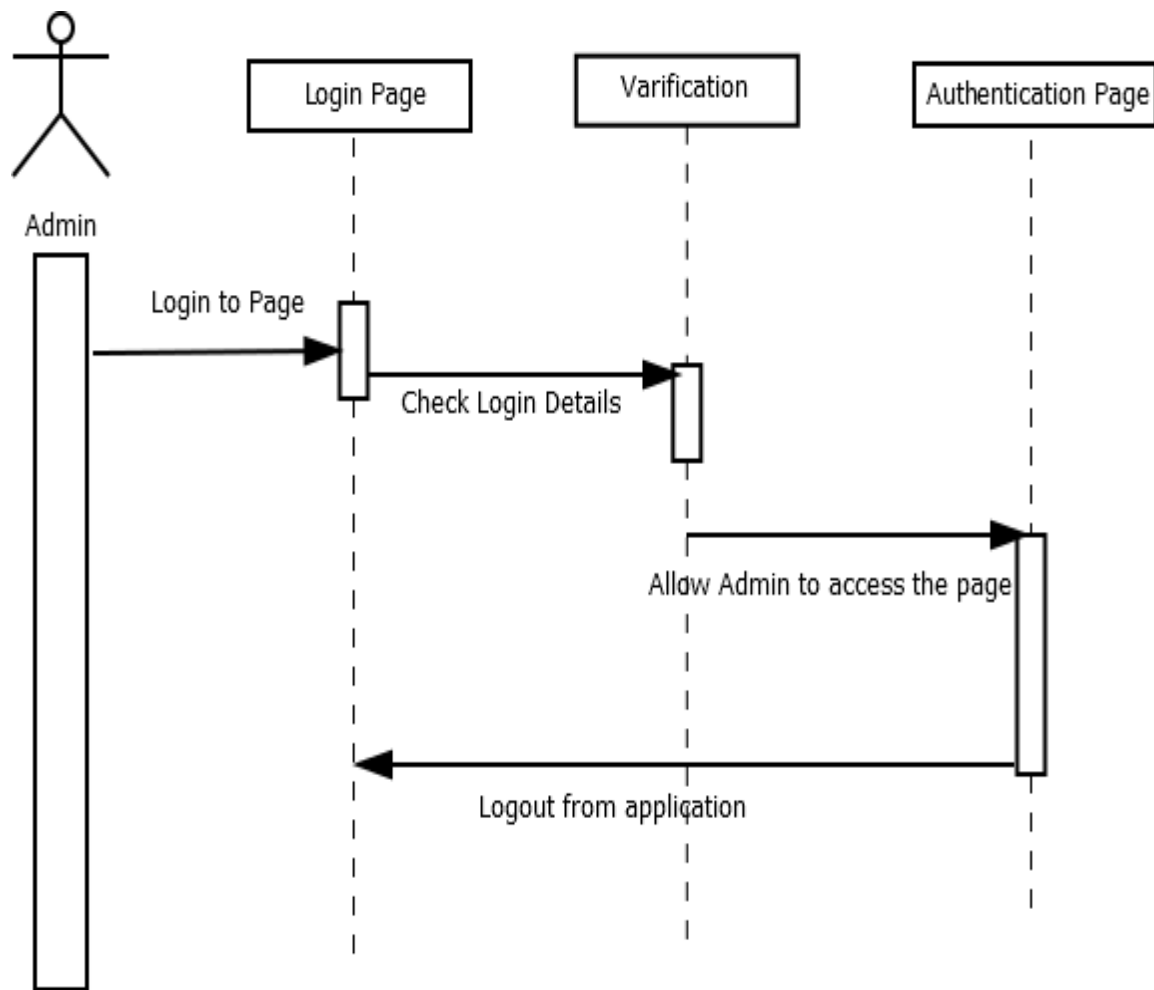 Login Page
Varification
Authentication Page
Admin
Login to Page
Check Login Details
Allow Admin to access the page
Logout from application